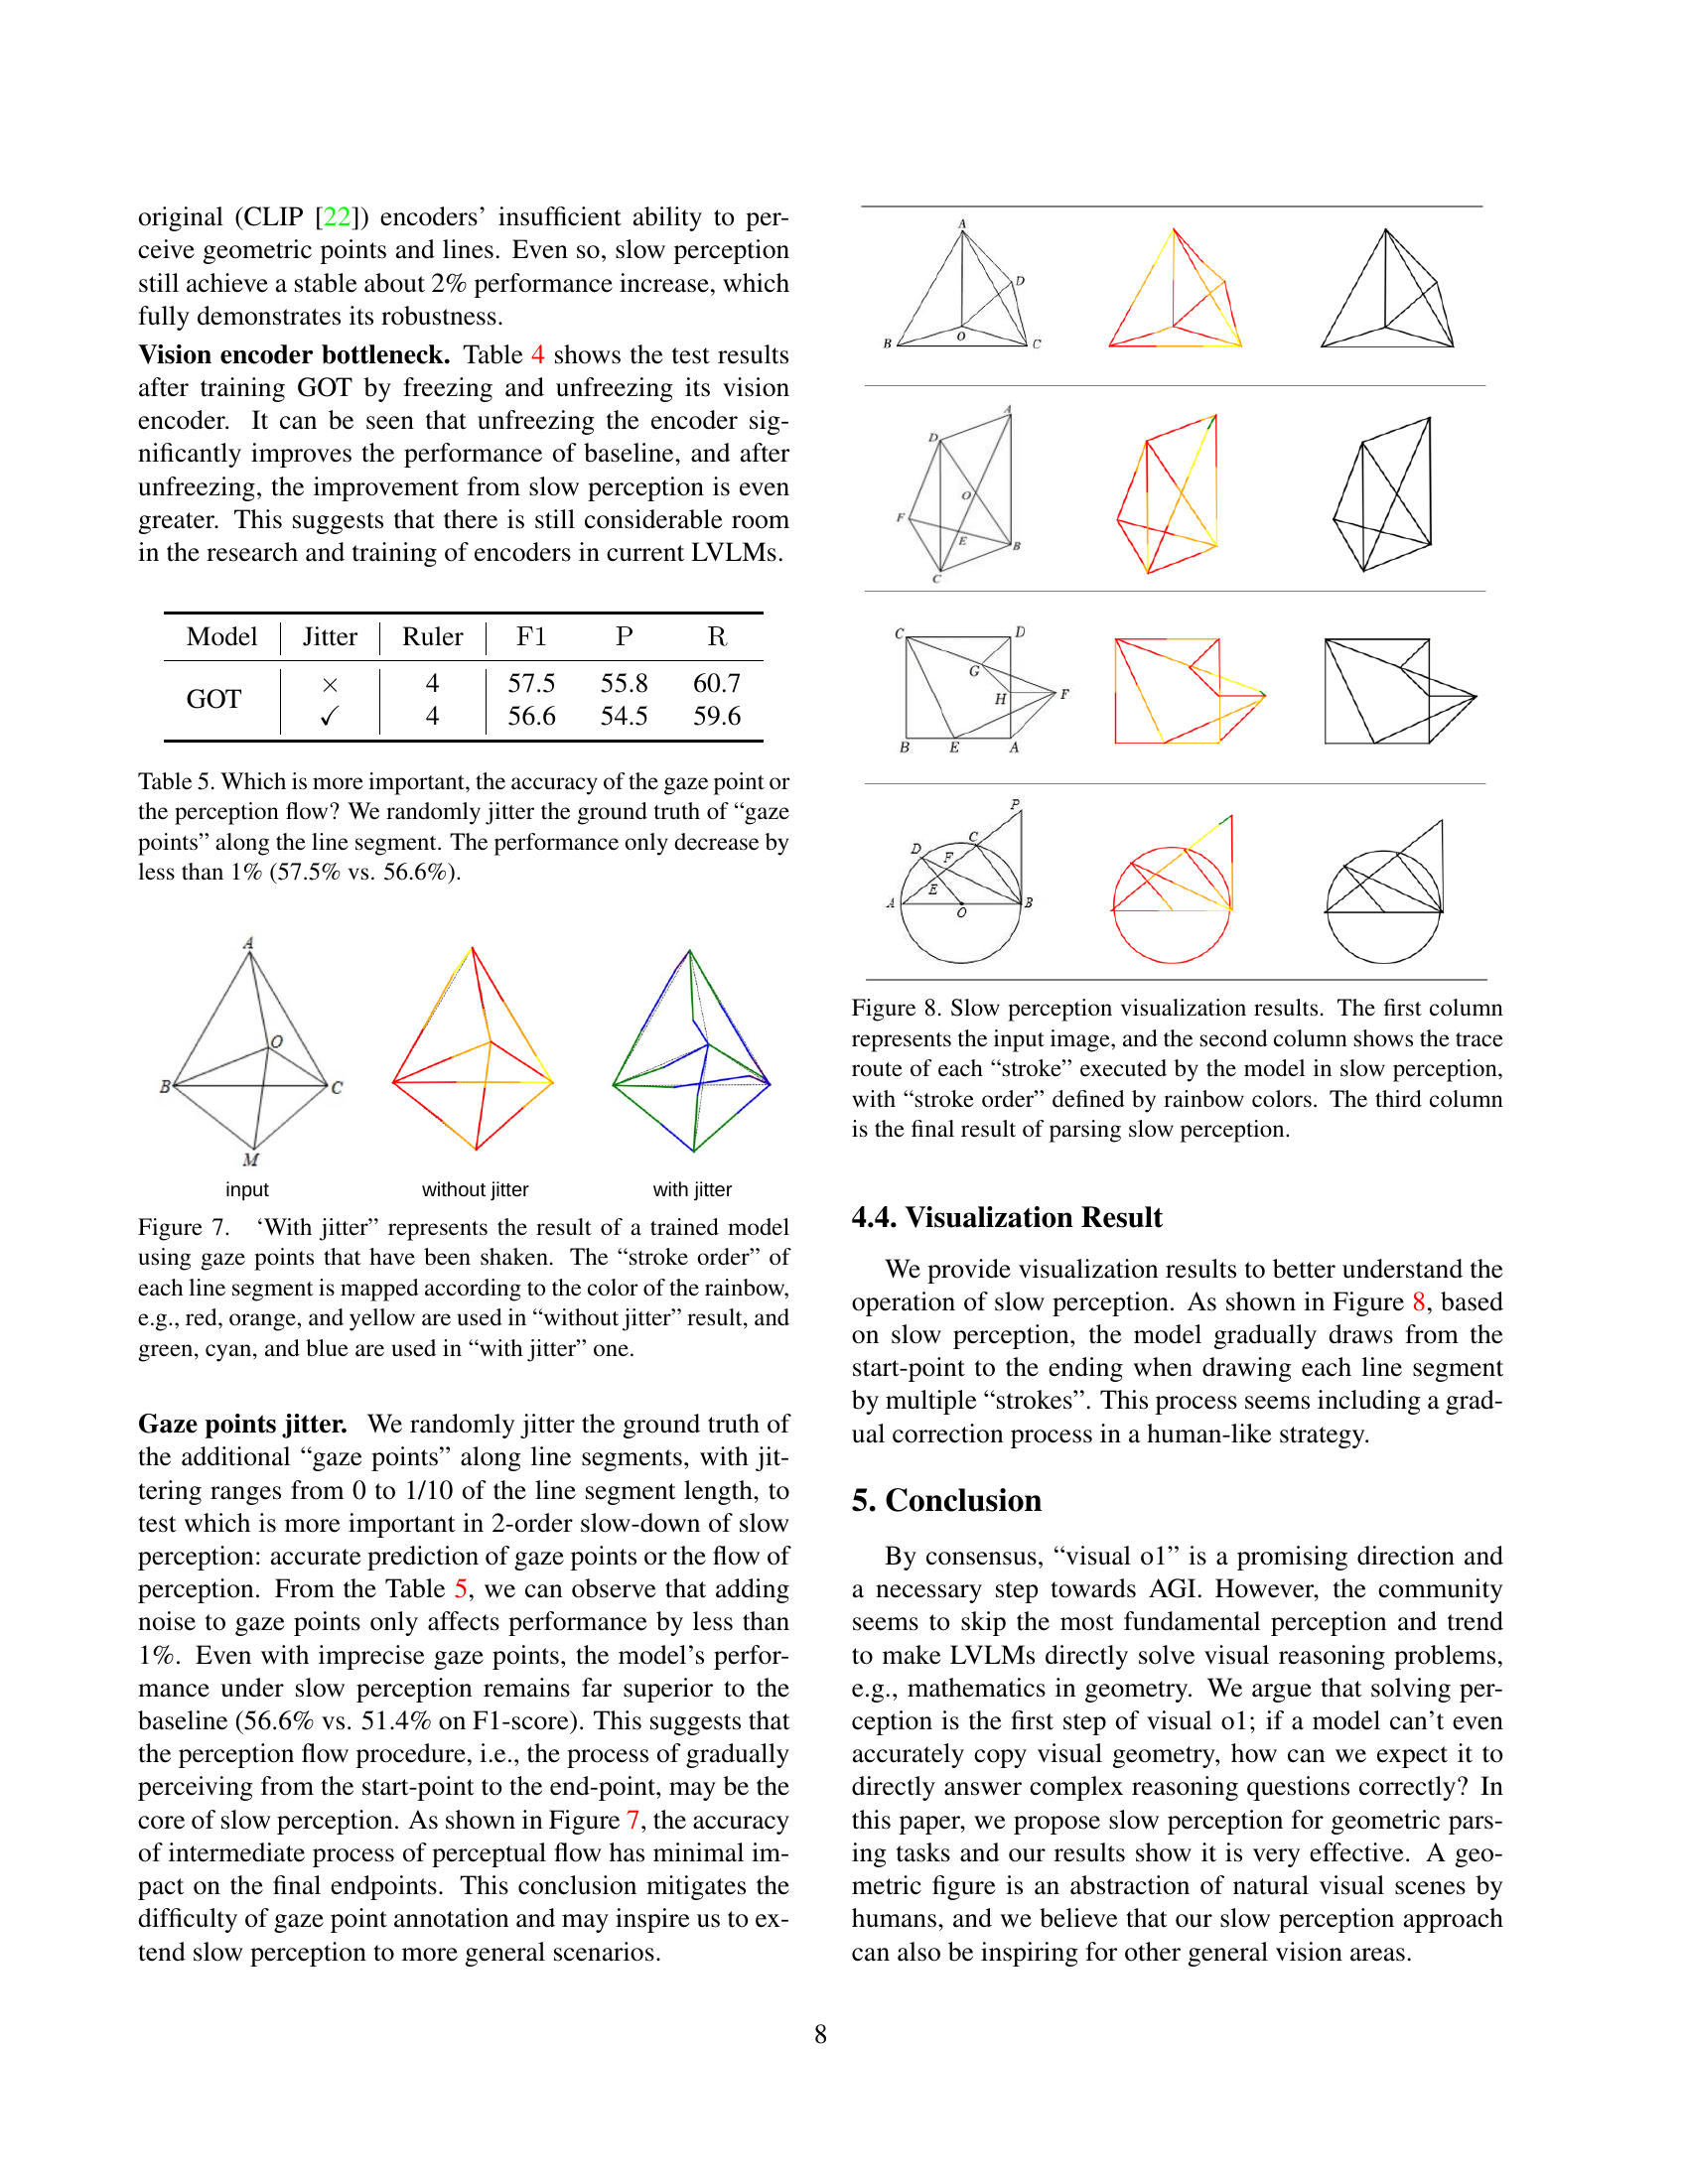 original (CLIP [22]) encoders’ insufficient ability to per-
ceive geometric points and lines. Even so, slow perception
still achieve a stable about 2% performance increase, which
fully demonstrates its robustness.
Vision encoder bottleneck. Table 4 shows the test results
after training GOT by freezing and unfreezing its vision
encoder. It can be seen that unfreezing the encoder sig-
nificantly improves the performance of baseline, and after
unfreezing, the improvement from slow perception is even
greater. This suggests that there is still considerable room
in the research and training of encoders in current LVLMs.
Model Jitter Ruler F1 P R
GOT
× 4 57.5 55.8 60.7
✓ 4 56.6 54.5 59.6
Table 5. Which is more important, the accuracy of the gaze point or
the perception flow? We randomly jitter the ground truth of “gaze
points” along the line segment. The performance only decrease by
less than 1% (57.5% vs. 56.6%).
A
O
B C
M
input without jitter with jitter
Figure 7. ‘With jitter” represents the result of a trained model
using gaze points that have been shaken. The “stroke order” of
each line segment is mapped according to the color of the rainbow,
e.g., red, orange, and yellow are used in “without jitter” result, and
green, cyan, and blue are used in “with jitter” one.
Gaze points jitter. We randomly jitter the ground truth of
the additional “gaze points” along line segments, with jit-
tering ranges from 0 to 1/10 of the line segment length, to
test which is more important in 2-order slow-down of slow
perception: accurate prediction of gaze points or the flow of
perception. From the Table 5, we can observe that adding
noise to gaze points only affects performance by less than
1%. Even with imprecise gaze points, the model’s perfor-
mance under slow perception remains far superior to the
baseline (56.6% vs. 51.4% on F1-score). This suggests that
the perception flow procedure, i.e., the process of gradually
perceiving from the start-point to the end-point, may be the
core of slow perception. As shown in Figure 7, the accuracy
of intermediate process of perceptual flow has minimal im-
pact on the final endpoints. This conclusion mitigates the
difficulty of gaze point annotation and may inspire us to ex-
tend slow perception to more general scenarios.
A
D
B O C
A
D
O
F
E B
C
C D
G
H F
B E A
P
C
D F
E
A O B
Figure 8. Slow perception visualization results. The first column
represents the input image, and the second column shows the trace
route of each “stroke” executed by the model in slow perception,
with “stroke order” defined by rainbow colors. The third column
is the final result of parsing slow perception.
4.4. Visualization Result
We provide visualization results to better understand the
operation of slow perception. As shown in Figure 8, based
on slow perception, the model gradually draws from the
start-point to the ending when drawing each line segment
by multiple “strokes”. This process seems including a grad-
ual correction process in a human-like strategy.
5. Conclusion
By consensus, “visual o1” is a promising direction and
a necessary step towards AGI. However, the community
seems to skip the most fundamental perception and trend
to make LVLMs directly solve visual reasoning problems,
e.g., mathematics in geometry. We argue that solving per-
ception is the first step of visual o1; if a model can’t even
accurately copy visual geometry, how can we expect it to
directly answer complex reasoning questions correctly? In
this paper, we propose slow perception for geometric pars-
ing tasks and our results show it is very effective. A geo-
metric figure is an abstraction of natural visual scenes by
humans, and we believe that our slow perception approach
can also be inspiring for other general vision areas.
8